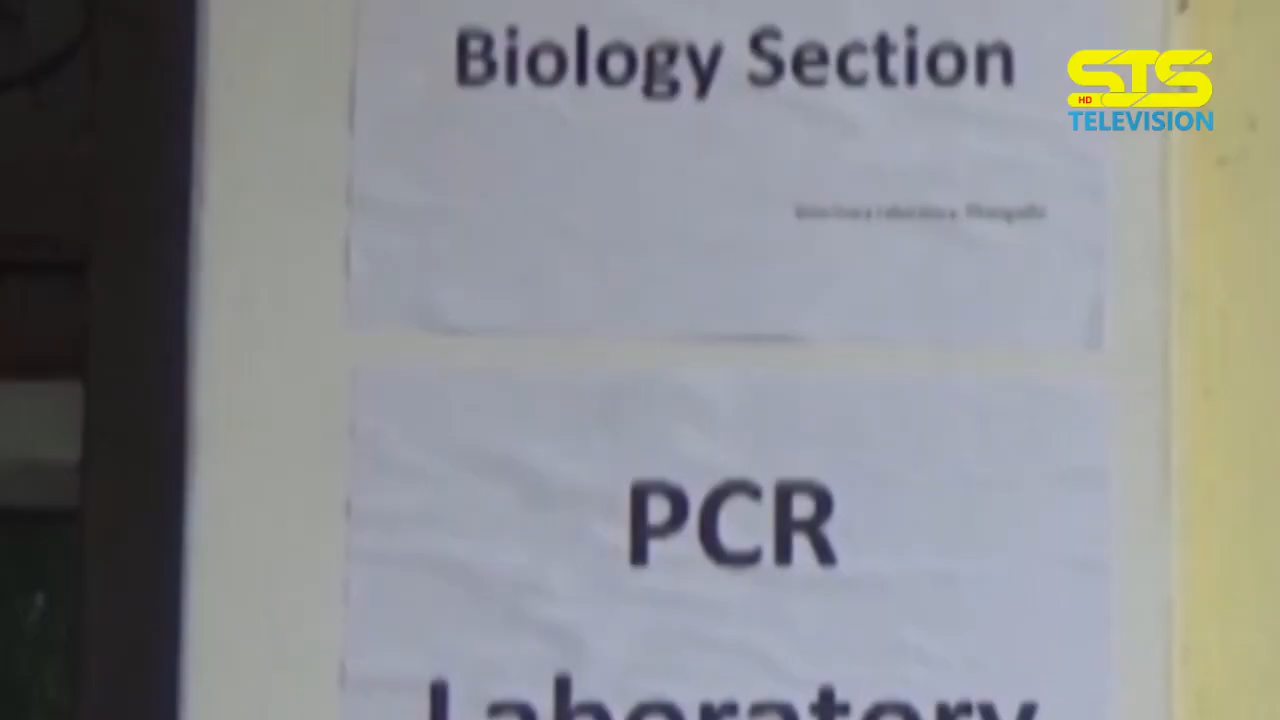 Biology Section
STS
HD
TELEVISION
PCR
Laboratory